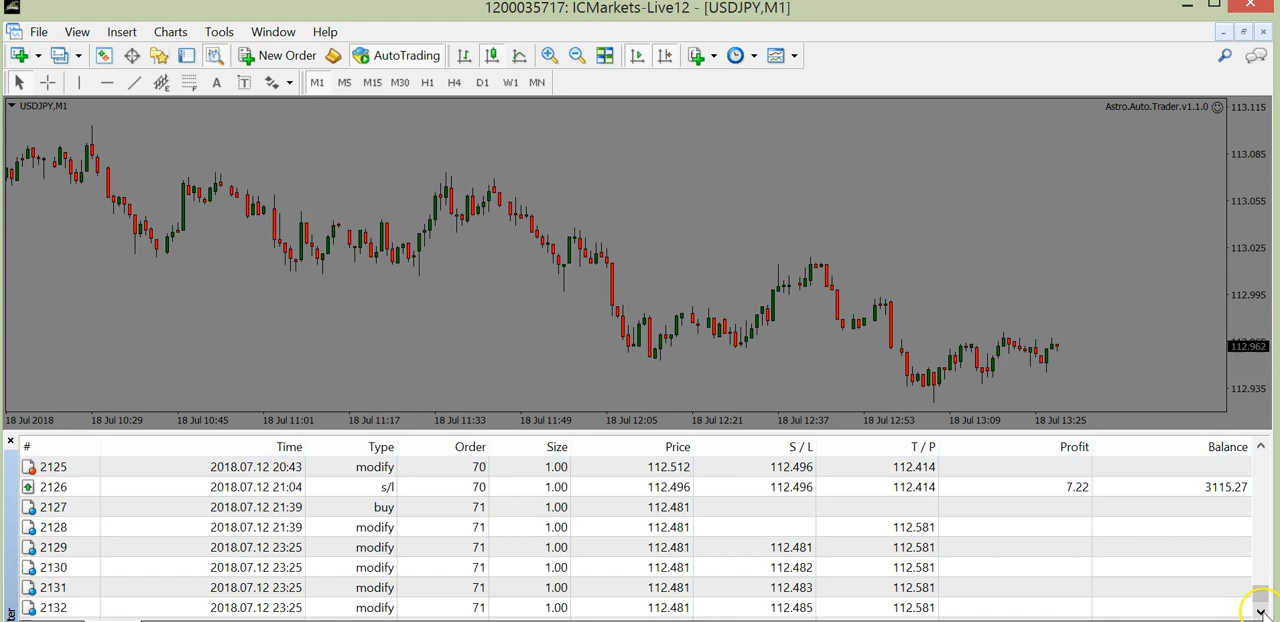 1200035717: ICMarkets-Live12 - [USDJPY,M1]
File View Insert Charts Tools Window Help
New Order AutoTrading
A T M1 M5 M15 M30 H1 H4 D1 W1 MN
USDJPY,M1 Astro.Auto.Trader.v1.1.0
113.115
113.085
113.055
113.025
112.995
112.962
112.935
18 Jul 2018 18 Jul 10:29 18 Jul 10:45 18 Jul 11:01 18 Jul 11:17 18 Jul 11:33 18 Jul 11:49 18 Jul 12:05 18 Jul 12:21 18 Jul 12:37 18 Jul 12:53 18 Jul 13:09 18 Jul 13:25
# Time Type Order Size Price S / L T / P Profit Balance
2125 2018.07.12 20:43 modify 70 1.00 112.512 112.496 112.414
2126 2018.07.12 21:04 s/l 70 1.00 112.496 112.496 112.414 7.22 3115.27
2127 2018.07.12 21:39 buy 71 1.00 112.481
2128 2018.07.12 21:39 modify 71 1.00 112.481 112.581
2129 2018.07.12 23:25 modify 71 1.00 112.481 112.481 112.581
2130 2018.07.12 23:25 modify 71 1.00 112.481 112.482 112.581
2131 2018.07.12 23:25 modify 71 1.00 112.481 112.483 112.581
2132 2018.07.12 23:25 modify 71 1.00 112.481 112.485 112.581